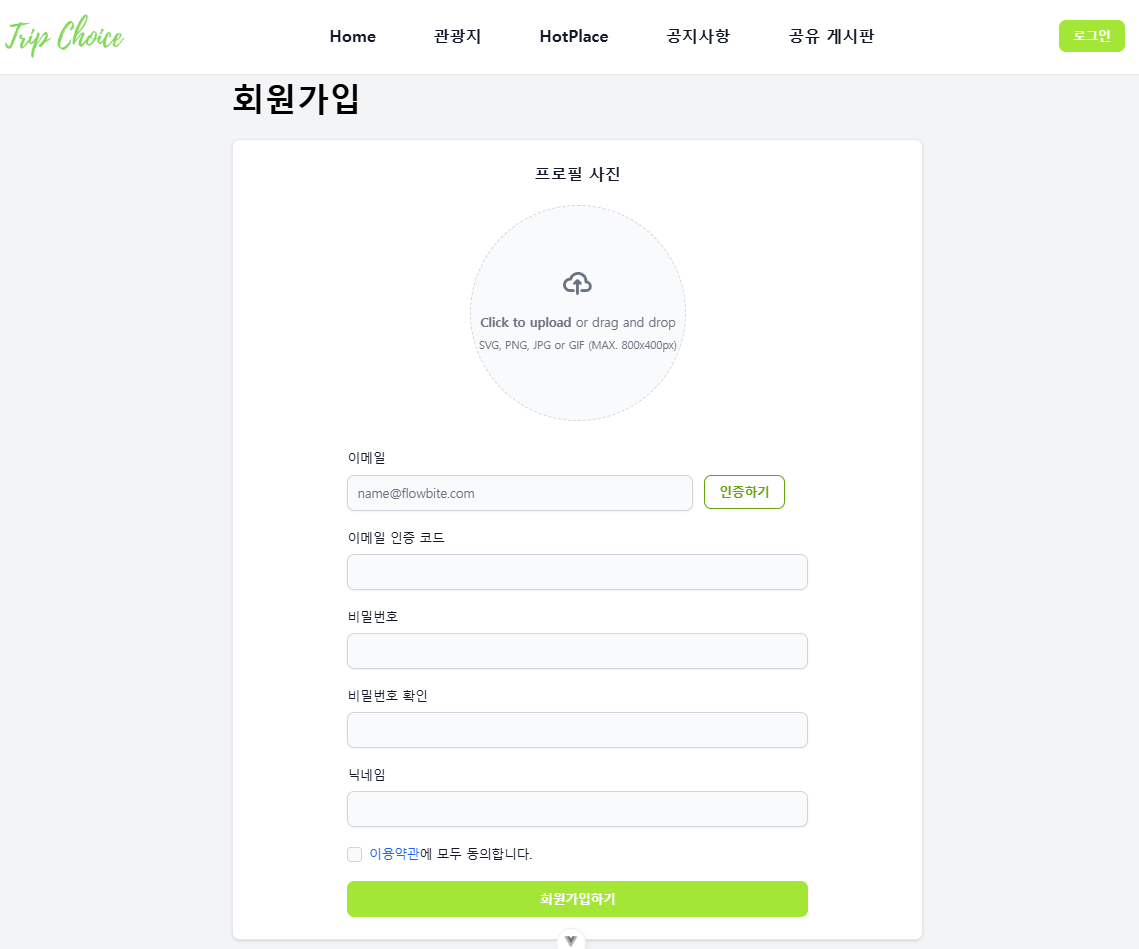 Trip Choice
Home 관광지 HotPlace 공지사항 공유 게시판
로그인
회원가입
프로필 사진
Click to upload or drag and drop
SVG, PNG, JPG or GIF (MAX. 800x400px)
이메일
name@flowbite.com
인증하기
이메일 인증 코드
비밀번호
비밀번호 확인
닉네임
이용약관에 모두 동의합니다.
회원가입하기